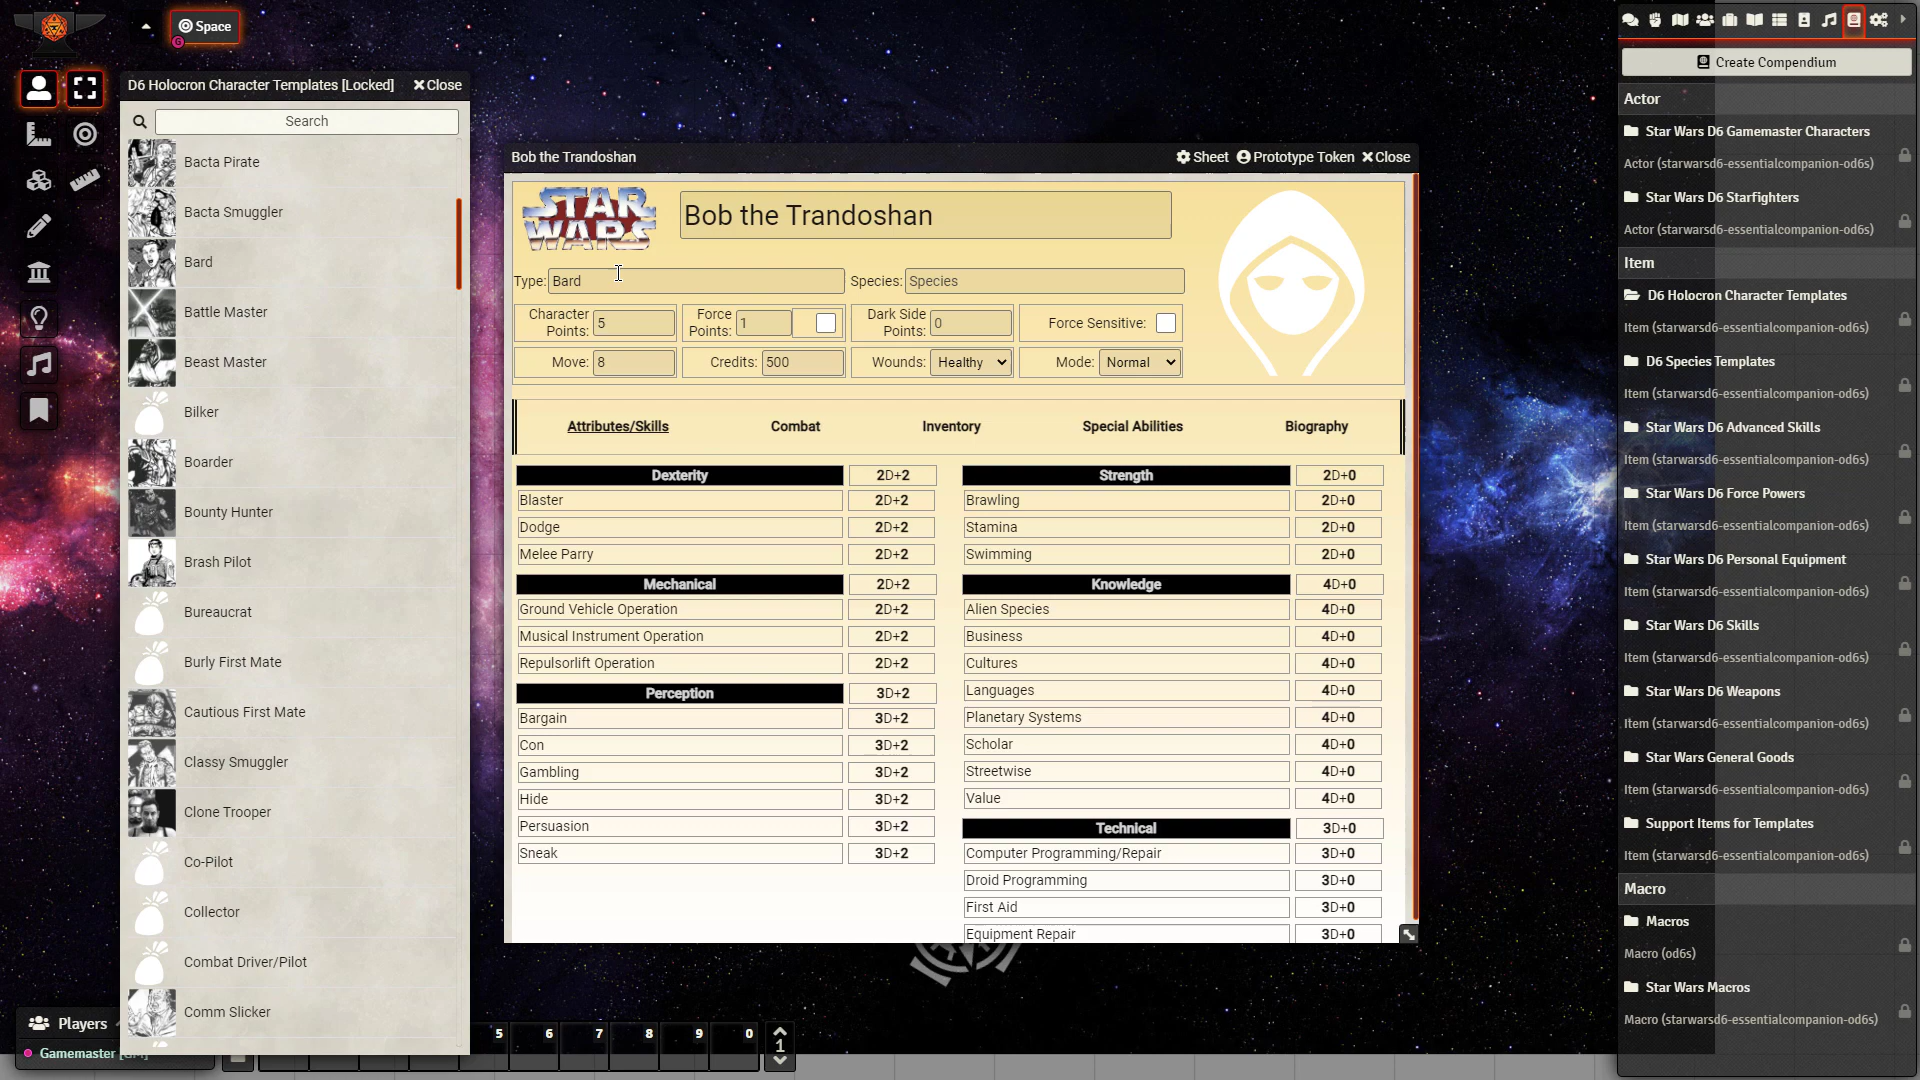 Space
G
D6 Holocron Character Templates [Locked]
Close
Search
Bacta Pirate
Bacta Smuggler
Bard
Battle Master
Beast Master
Bilker
Boarder
Bounty Hunter
Brash Pilot
Bureaucrat
Burly First Mate
Cautious First Mate
Classy Smuggler
Clone Trooper
Co-Pilot
Collector
Combat Driver/Pilot
Comm Slicker
Players
Gamemaster [GM]
Bob the Trandoshan
Sheet
Prototype Token
Close
STAR
WARS
Bob the Trandoshan
Type: Bard
Species: Species
Character Points: 5
Force Points: 1
Dark Side Points: 0
Force Sensitive:
Move: 8
Credits: 500
Wounds: Healthy
Mode: Normal
Attributes/Skills
Combat
Inventory
Special Abilities
Biography
Dexterity 2D+2
Blaster 2D+2
Dodge 2D+2
Melee Parry 2D+2
Mechanical 2D+2
Ground Vehicle Operation 2D+2
Musical Instrument Operation 2D+2
Repulsorlift Operation 2D+2
Perception 3D+2
Bargain 3D+2
Con 3D+2
Gambling 3D+2
Hide 3D+2
Persuasion 3D+2
Sneak 3D+2
Strength 2D+0
Brawling 2D+0
Stamina 2D+0
Swimming 2D+0
Knowledge 4D+0
Alien Species 4D+0
Business 4D+0
Cultures 4D+0
Languages 4D+0
Planetary Systems 4D+0
Scholar 4D+0
Streetwise 4D+0
Value 4D+0
Technical 3D+0
Computer Programming/Repair 3D+0
Droid Programming 3D+0
First Aid 3D+0
Equipment Repair 3D+0
5 6 7 8 9 0
1
Create Compendium
Actor
Star Wars D6 Gamemaster Characters
Actor (starwarsd6-essentialcompanion-od6s)
Star Wars D6 Starfighters
Actor (starwarsd6-essentialcompanion-od6s)
Item
D6 Holocron Character Templates
Item (starwarsd6-essentialcompanion-od6s)
D6 Species Templates
Item (starwarsd6-essentialcompanion-od6s)
Star Wars D6 Advanced Skills
Item (starwarsd6-essentialcompanion-od6s)
Star Wars D6 Force Powers
Item (starwarsd6-essentialcompanion-od6s)
Star Wars D6 Personal Equipment
Item (starwarsd6-essentialcompanion-od6s)
Star Wars D6 Skills
Item (starwarsd6-essentialcompanion-od6s)
Star Wars D6 Weapons
Item (starwarsd6-essentialcompanion-od6s)
Star Wars General Goods
Item (starwarsd6-essentialcompanion-od6s)
Support Items for Templates
Item (starwarsd6-essentialcompanion-od6s)
Macro
Macros
Macro (od6s)
Star Wars Macros
Macro (starwarsd6-essentialcompanion-od6s)